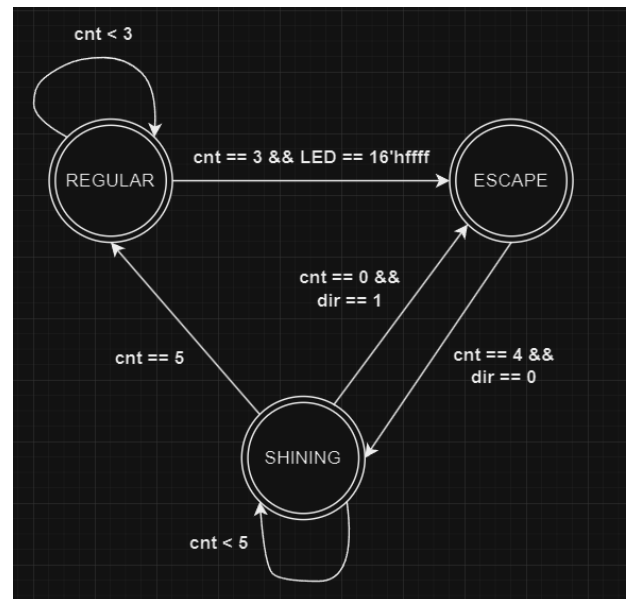 cnt < 3
cnt == 3 && LED == 16'hffff
REGULAR
ESCAPE
cnt == 0 &&
dir == 1
cnt == 5
cnt == 4 &&
dir == 0
SHINING
cnt < 5